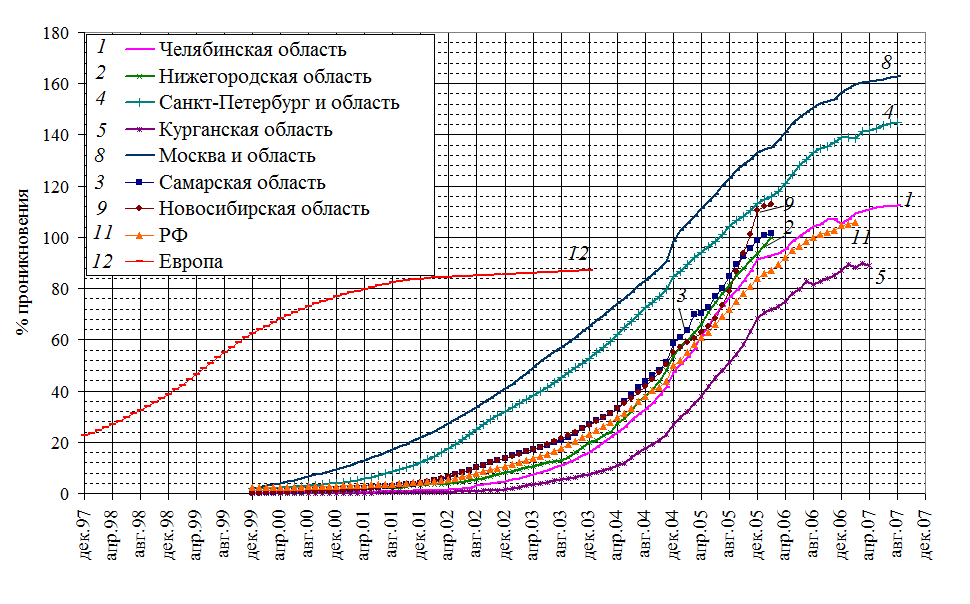 180
160
140
120
100
80
60
40
20
0
% проникновения
1 Челябинская область
2 Нижегородская область
4 Санкт-Петербург и область
5 Курганская область
8 Москва и область
3 Самарская область
9 Новосибирская область
11 РФ
12 Европа
8
4
1
9
2
11
12
5
3
дек.97
апр.98
авг.98
дек.98
апр.99
авг.99
дек.99
апр.00
авг.00
дек.00
апр.01
авг.01
дек.01
апр.02
авг.02
дек.02
апр.03
авг.03
дек.03
апр.04
авг.04
дек.04
апр.05
авг.05
дек.05
апр.06
авг.06
дек.06
апр.07
авг.07
дек.07